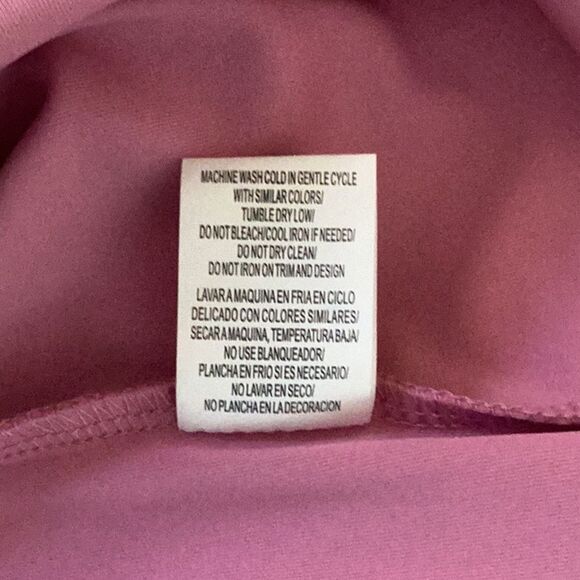 MACHINE WASH COLD IN GENTLE CYCLE
WITH SIMILAR COLORS/
TUMBLE DRY LOW/
DO NOT BLEACH/COOL IRON IF NEEDED/
DO NOT DRY CLEAN/
DO NOT IRON ON TRIM AND DESIGN
LAVAR A MAQUINA EN FRIA EN CICLO
DELICADO CON COLORES SIMILARES/
SECAR A MAQUINA, TEMPERATURA BAJA/
NO USE BLANQUEADOR/
PLANCHA EN FRIO SI ES NECESARIO/
NO LAVAR EN SECO/
NO PLANCHA EN LA DECORACION